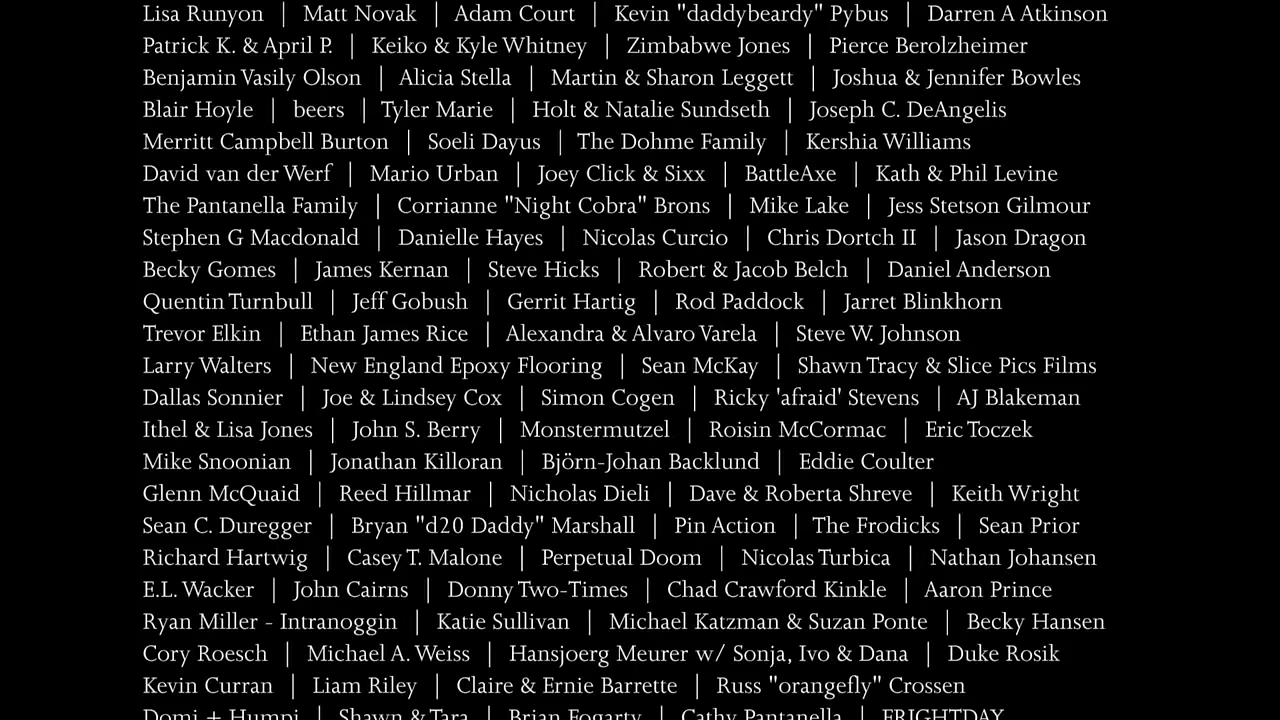 Lisa Runyon | Matt Novak | Adam Court | Kevin "daddybeardy" Pybus | Darren A Atkinson
Patrick K. & April P. | Keiko & Kyle Whitney | Zimbabwe Jones | Pierce Berolzheimer
Benjamin Vasily Olson | Alicia Stella | Martin & Sharon Leggett | Joshua & Jennifer Bowles
Blair Hoyle | beers | Tyler Marie | Holt & Natalie Sundseth | Joseph C. DeAngelis
Merritt Campbell Burton | Soeli Dayus | The Dohme Family | Kershia Williams
David van der Werf | Mario Urban | Joey Click & Sixx | BattleAxe | Kath & Phil Levine
The Pantanella Family | Corrianne "Night Cobra" Brons | Mike Lake | Jess Stetson Gilmour
Stephen G Macdonald | Danielle Hayes | Nicolas Curcio | Chris Dortch II | Jason Dragon
Becky Gomes | James Kernan | Steve Hicks | Robert & Jacob Belch | Daniel Anderson
Quentin Turnbull | Jeff Gobush | Gerrit Hartig | Rod Paddock | Jarret Blinkhorn
Trevor Elkin | Ethan James Rice | Alexandra & Alvaro Varela | Steve W. Johnson
Larry Walters | New England Epoxy Flooring | Sean McKay | Shawn Tracy & Slice Pics Films
Dallas Sonnier | Joe & Lindsey Cox | Simon Cogen | Ricky 'afraid' Stevens | AJ Blakeman
Ithel & Lisa Jones | John S. Berry | Monstermutzel | Roisin McCormac | Eric Toczek
Mike Snoonian | Jonathan Killoran | Björn-Johan Backlund | Eddie Coulter
Glenn McQuaid | Reed Hillmar | Nicholas Dieli | Dave & Roberta Shreve | Keith Wright
Sean C. Duregger | Bryan "d20 Daddy" Marshall | Pin Action | The Frodicks | Sean Prior
Richard Hartwig | Casey T. Malone | Perpetual Doom | Nicolas Turbica | Nathan Johansen
E.L. Wacker | John Cairns | Donny Two-Times | Chad Crawford Kinkle | Aaron Prince
Ryan Miller - Intranoggin | Katie Sullivan | Michael Katzman & Suzan Ponte | Becky Hansen
Cory Roesch | Michael A. Weiss | Hansjoerg Meurer w/ Sonja, Ivo & Dana | Duke Rosik
Kevin Curran | Liam Riley | Claire & Ernie Barrette | Russ "orangefly" Crossen
Domi + Humpi | Shawn & Tara | Brian Fogarty | Cathy Pantanella | FRIGHTDAY